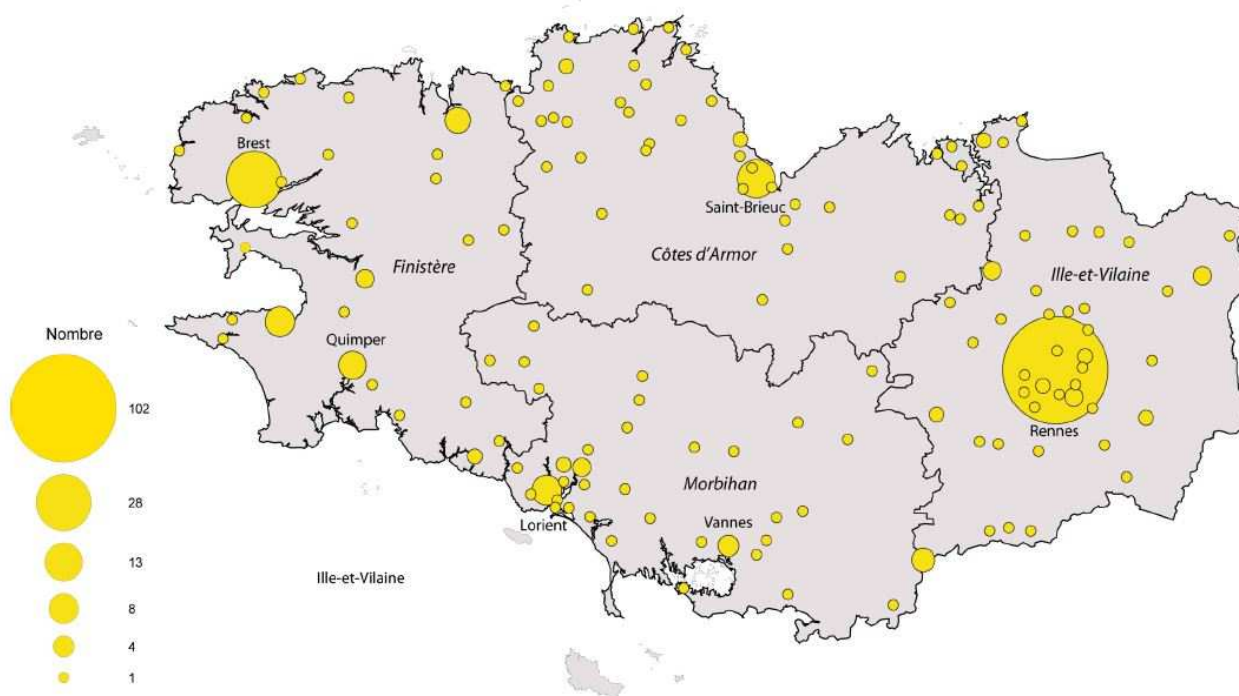 Brest
Saint-Brieuc
Côtes d'Armor
Finistère
Ille-et-Vilaine
Nombre
Quimper
102
Rennes
28
Morbihan
Lorient
Vannes
13
Ille-et-Vilaine
8
4
1